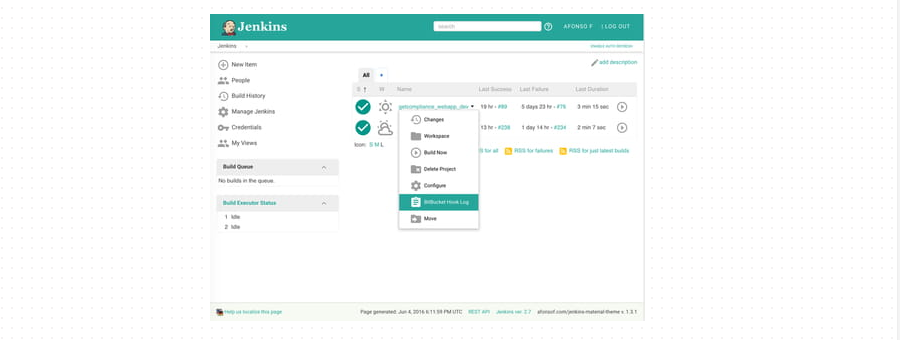 Jenkins
search
AFONSO F
| LOG OUT
Jenkins
ENABLE AUTO REFRESH
New Item
People
Build History
Manage Jenkins
Credentials
My Views
Build Queue
No builds in the queue.
Build Executor Status
1 Idle
2 Idle
add description
All +
S W Name Last Success Last Failure Last Duration
getcompliance_webapp_dev 19 hr - #89 5 days 23 hr - #76 3 min 15 sec
13 hr - #238 1 day 14 hr - #224 2 min 7 sec
Icon: S M L
S for all RSS for failures RSS for just latest builds
Changes
Workspace
Build Now
Delete Project
Configure
BitBucket Hook Log
Move
Help us localize this page
Page generated: Jun 4, 2016 6:11:59 PM UTC REST API Jenkins ver. 2.7 afonsof.com/jenkins-material-theme v. 1.3.1